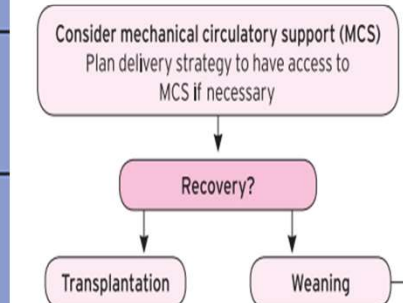 Consider mechanical circulatory support (MCS)
Plan delivery strategy to have access to
MCS if necessary
Recovery?
Transplantation
Weaning